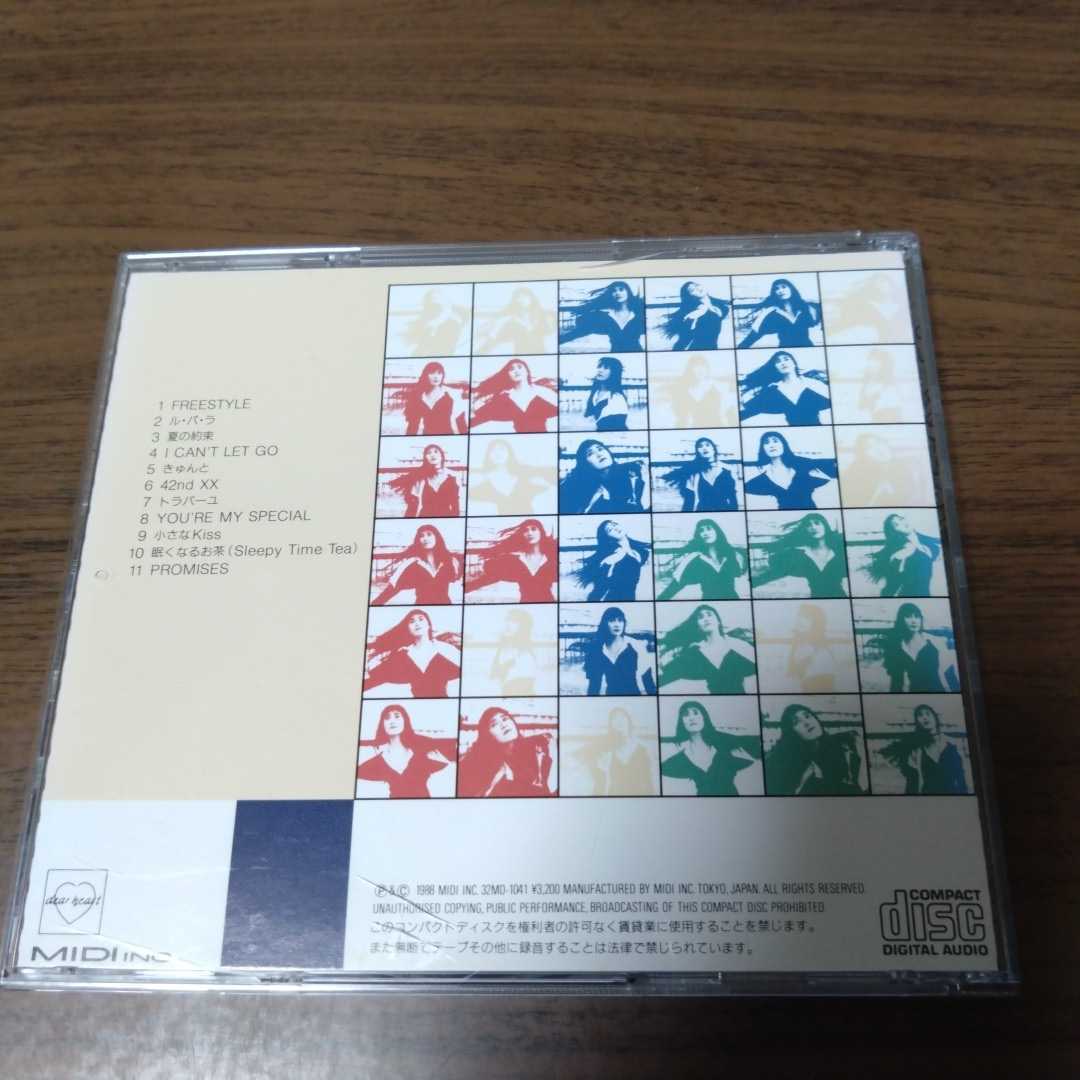 1 FREESTYLE
2 ル・パ・ラ
3 夏の約束
4 I CAN'T LET GO
5 きゅんと
6 42nd XX
7 トラバーユ
8 YOU'RE MY SPECIAL
9 小さなKiss
10 眠くなるお茶(Sleepy Time Tea)
11 PROMISES
dear heart
MIDI INC.
Ⓟ&Ⓒ 1988 MIDI INC. 32MD-1041 ¥3,200 MANUFACTURED BY MIDI INC. TOKYO, JAPAN. ALL RIGHTS RESERVED.
UNAUTHORISED COPYING, PUBLIC PERFORMANCE, BROADCASTING OF THIS COMPACT DISC PROHIBITED.
このコンパクトディスクを権利者の許可なく賃貸業に使用することを禁じます。
また無断でテープその他に録音することは法律で禁じられています。
COMPACT
disc
DIGITAL AUDIO